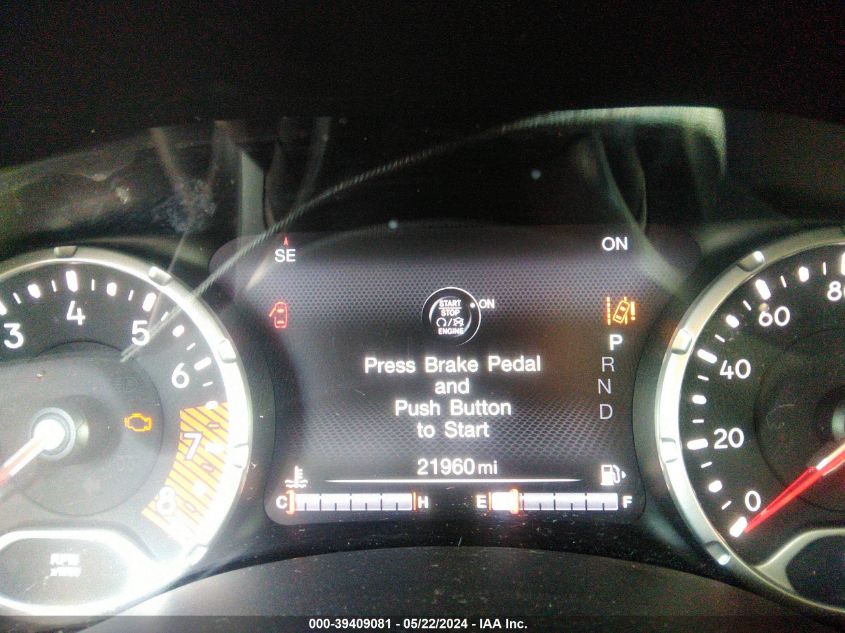 SE
ON
START
STOP
ENGINE
ON
Press Brake Pedal
and
Push Button
to Start
P
R
N
D
21960 mi
C
H
E
F
3
4
5
6
7
8
0
20
40
60
80
000-39409081 - 05/22/2024 - IAA Inc.